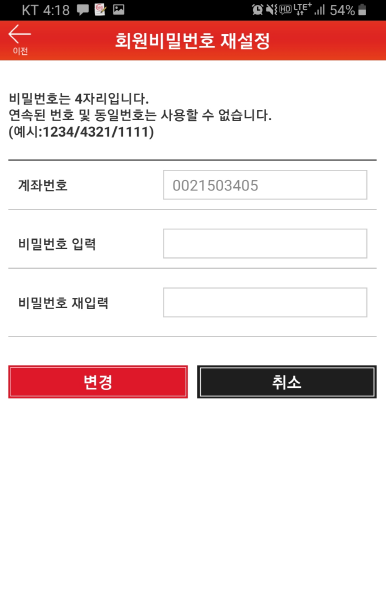 KT 4:18 HD LTE+ 54%
이전
회원비밀번호 재설정
비밀번호는 4자리입니다.
연속된 번호 및 동일번호는 사용할 수 없습니다.
(예시:1234/4321/1111)
계좌번호 0021503405
비밀번호 입력
비밀번호 재입력
변경 취소